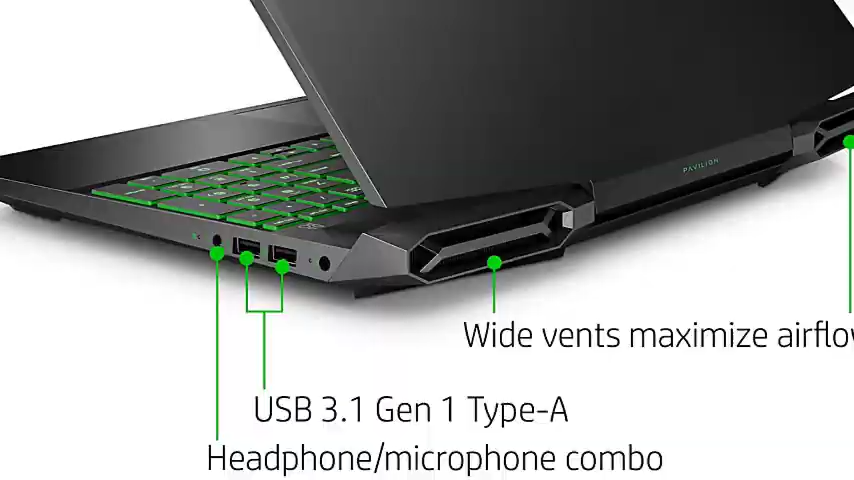 PAVILION
Wide vents maximize airflow
USB 3.1 Gen 1 Type-A
Headphone/microphone combo